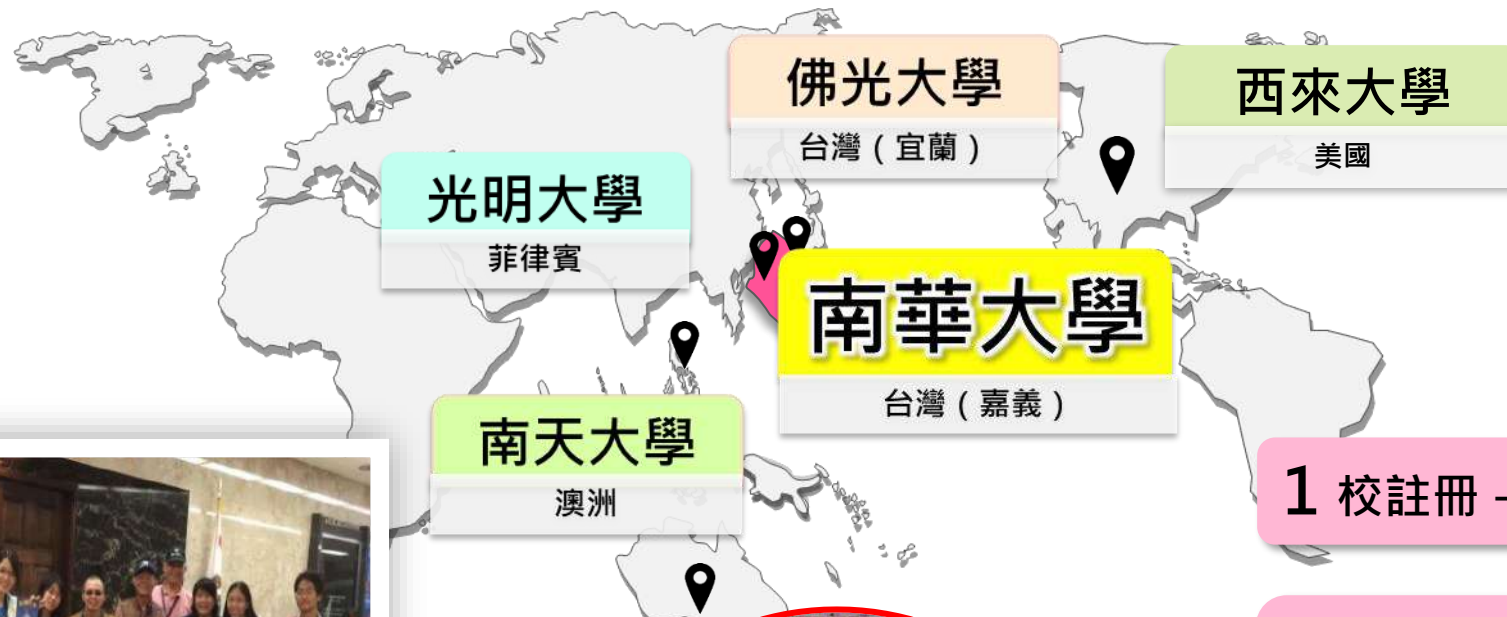 佛光大學
台灣（宜蘭）
西來大學
美國
光明大學
菲律賓
南華大學
台灣（嘉義）
南天大學
澳洲
1 校註冊 -